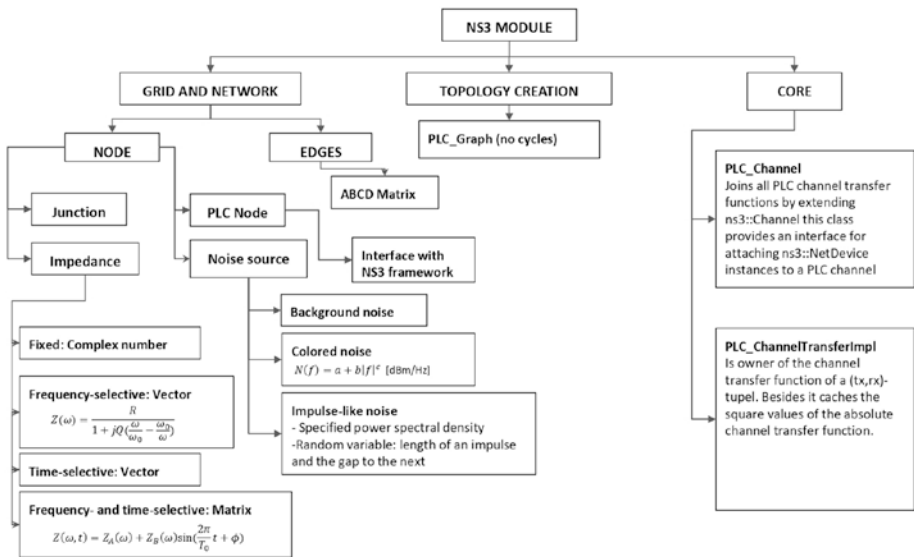 NS3 MODULE
GRID AND NETWORK
TOPOLOGY CREATION
CORE
PLC_Graph (no cycles)
NODE
EDGES
ABCD Matrix
Junction
PLC Node
Impedance
Noise source
Interface with
NS3 framework
Background noise
Colored noise
N(f) = a + b|f|^c [dBm/Hz]
Impulse-like noise
- Specified power spectral density
-Random variable: length of an impulse
and the gap to the next
Fixed: Complex number
Frequency-selective: Vector
Z(ω) = R / (1 + jQ(ω/ω₀ − ω₀/ω))
Time-selective: Vector
Frequency- and time-selective: Matrix
Z(ω, t) = Z_A(ω) + Z_B(ω)sin(2π/T₀ t + ϕ)
PLC_Channel
Joins all PLC channel transfer
functions by extending
ns3::Channel this class
provides an interface for
attaching ns3::NetDevice
instances to a PLC channel
PLC_ChannelTransferImpl
Is owner of the channel
transfer function of a (tx,rx)-
tupel. Besides it caches the
square values of the absolute
channel transfer function.